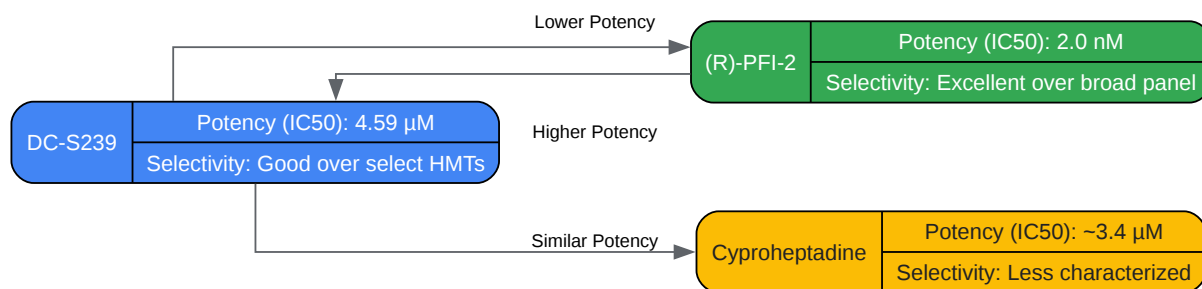 Lower Potency
(R)-PFI-2
Potency (IC50): 2.0 nM
Selectivity: Excellent over broad panel
DC-S239
Potency (IC50): 4.59 µM
Selectivity: Good over select HMTs
Higher Potency
Similar Potency
Cyproheptadine
Potency (IC50): ~3.4 µM
Selectivity: Less characterized